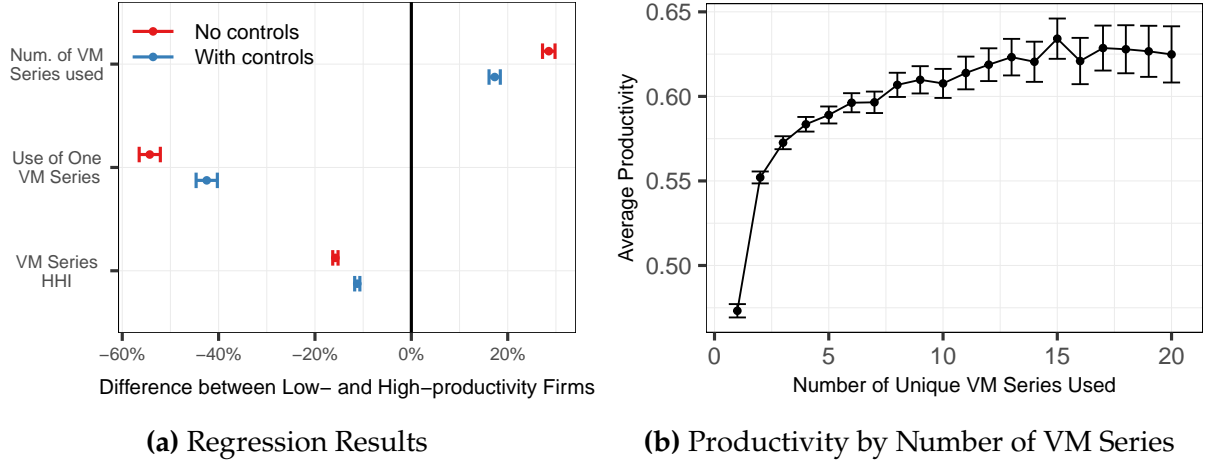 No controls
With controls
Num. of VM
Series used
Use of One
VM Series
VM Series
HHI
−60%
−40%
−20%
0%
20%
Difference between Low− and High−productivity Firms
(a) Regression Results
0.65
0.60
0.55
0.50
Average Productivity
0
5
10
15
20
Number of Unique VM Series Used
(b) Productivity by Number of VM Series